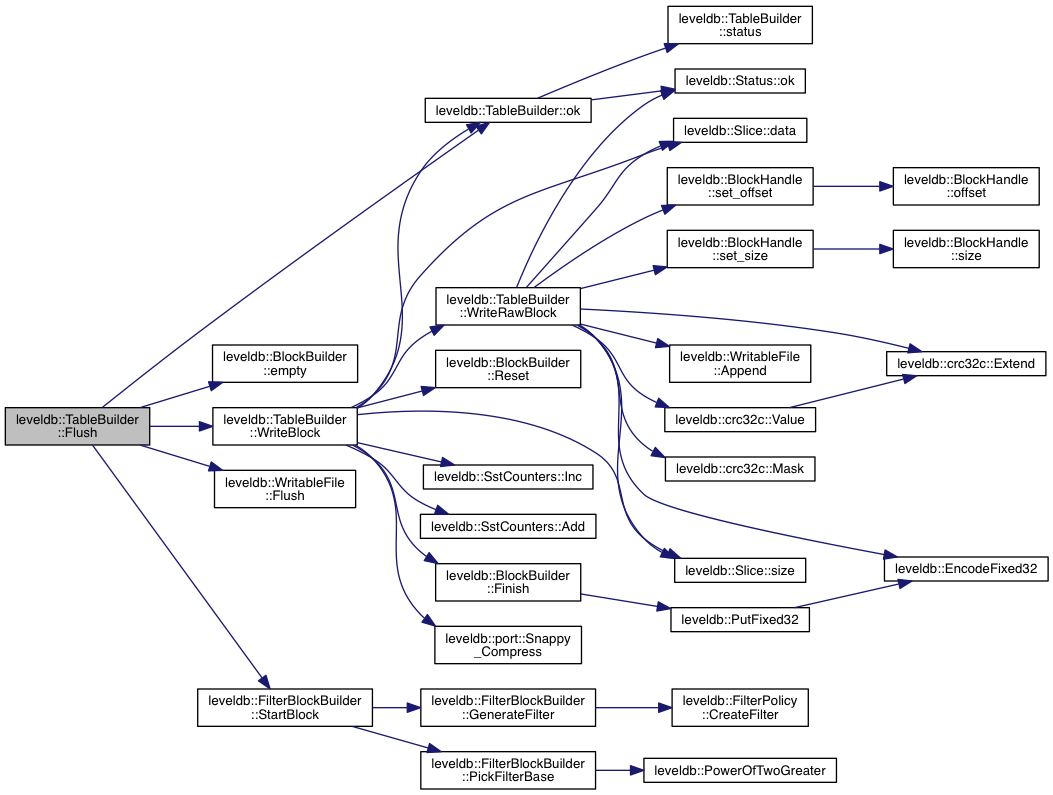 leveldb::TableBuilder
::Flush
leveldb::BlockBuilder
::empty
leveldb::TableBuilder
::WriteBlock
leveldb::WritableFile
::Flush
leveldb::FilterBlockBuilder
::StartBlock
leveldb::TableBuilder::ok
leveldb::TableBuilder
::WriteRawBlock
leveldb::BlockBuilder
::Reset
leveldb::SstCounters::Inc
leveldb::SstCounters::Add
leveldb::BlockBuilder
::Finish
leveldb::port::Snappy
_Compress
leveldb::FilterBlockBuilder
::GenerateFilter
leveldb::FilterBlockBuilder
::PickFilterBase
leveldb::TableBuilder
::status
leveldb::Status::ok
leveldb::Slice::data
leveldb::BlockHandle
::set_offset
leveldb::BlockHandle
::set_size
leveldb::WritableFile
::Append
leveldb::crc32c::Value
leveldb::crc32c::Mask
leveldb::Slice::size
leveldb::PutFixed32
leveldb::FilterPolicy
::CreateFilter
leveldb::PowerOfTwoGreater
leveldb::BlockHandle
::offset
leveldb::BlockHandle
::size
leveldb::crc32c::Extend
leveldb::EncodeFixed32